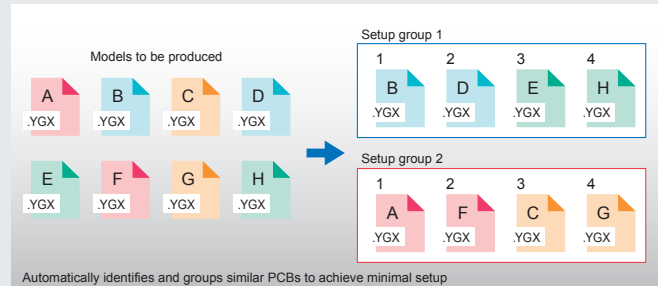 Models to be produced
A
.YGX
B
.YGX
C
.YGX
D
.YGX
E
.YGX
F
.YGX
G
.YGX
H
.YGX
Setup group 1
1 2 3 4
B
.YGX
D
.YGX
E
.YGX
H
.YGX
Setup group 2
1 2 3 4
A
.YGX
F
.YGX
C
.YGX
G
.YGX
Automatically identifies and groups similar PCBs to achieve minimal setup